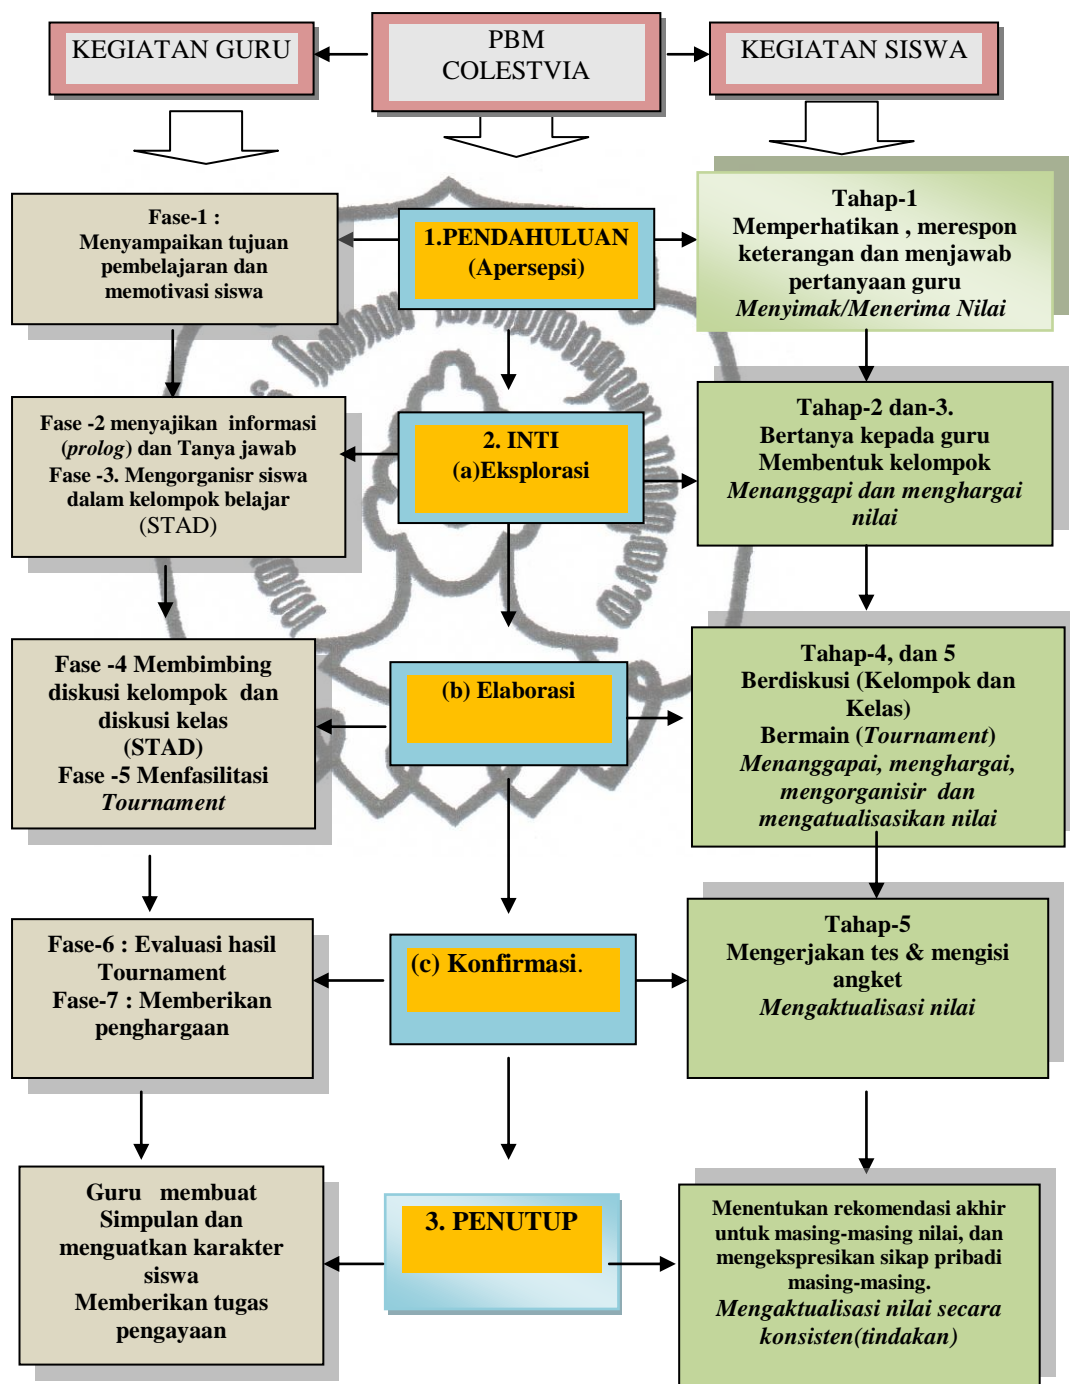 KEGIATAN GURU
PBM
COLESTVIA
KEGIATAN SISWA
Fase-1 :
Menyampaikan tujuan
pembelajaran dan
memotivasi siswa
1.PENDAHULUAN
(Apersepsi)
Tahap-1
Memperhatikan , merespon
keterangan dan menjawab
pertanyaan guru
Menyimak/Menerima Nilai
Fase -2 menyajikan informasi
(prolog) dan Tanya jawab
Fase -3. Mengorganisr siswa
dalam kelompok belajar
(STAD)
2. INTI
(a)Eksplorasi
Tahap-2 dan-3.
Bertanya kepada guru
Membentuk kelompok
Menanggapi dan menghargai
nilai
Fase -4 Membimbing
diskusi kelompok dan
diskusi kelas
(STAD)
Fase -5 Menfasilitasi
Tournament
(b) Elaborasi
Tahap-4, dan 5
Berdiskusi (Kelompok dan
Kelas)
Bermain (Tournament)
Menanggapai, menghargai,
mengorganisir dan
mengatualisasikan nilai
Fase-6 : Evaluasi hasil
Tournament
Fase-7 : Memberikan
penghargaan
(c) Konfirmasi.
Tahap-5
Mengerjakan tes & mengisi
angket
Mengaktualisasi nilai
Guru membuat
Simpulan dan
menguatkan karakter
siswa
Memberikan tugas
pengayaan
3. PENUTUP
Menentukan rekomendasi akhir
untuk masing-masing nilai, dan
mengekspresikan sikap pribadi
masing-masing.
Mengaktualisasi nilai secara
konsisten(tindakan)